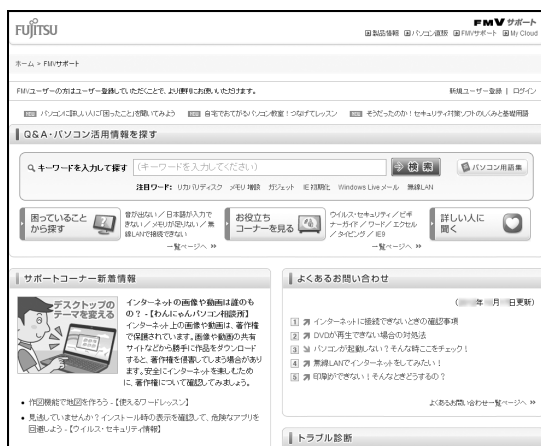 FUJITSU
FMVサポート
製品情報 パソコン直販 FMVサポート My Cloud
ホーム > FMVサポート
FMVユーザーの方はユーザー登録していただくことで、より便利にお使いいただけます。
新規ユーザー登録 | ログイン
パソコンに詳しい人に「困ったこと」を聞いてみよう
自宅でおてがるパソコン教室!つなげてレッスン
そうだったのか!セキュリティ対策ソフトのしくみと基礎用語
Q&A・パソコン活用情報を探す
キーワードを入力して探す (キーワードを入力してください) 検索 パソコン用語集
注目ワード: リカバリディスク メモリ増設 ガジェット IE初期化 Windows Liveメール 無線LAN
困っていることから探す
音が出ない/日本語が入力できない/メモリが足りない/無線LANで接続できない
一覧ページへ »
お役立ちコーナーを見る
ウイルス・セキュリティ/ビギナーガイド/ワード/エクセル/タイピング/IE9
一覧ページへ »
詳しい人に聞く
サポートコーナー新着情報
デスクトップのテーマを変える
インターネットの画像や動画は誰のもの? -【わんにゃんパソコン相談所】
インターネット上の画像や動画は、著作権で保護されています。画像や動画の共有サイトなどから勝手に作品をダウンロードすると、著作権を侵害してしまう場合があります。安全にインターネットを楽しむために、著作権について確認してみましょう。
• 作図機能で地図を作ろう -【使えるワードレッスン】
• 見逃していませんか?インストール時の表示を確認して、危険なアプリを回避しよう -【ウイルス・セキュリティ情報】
よくあるお問い合わせ
( 年 月 日更新)
1 インターネットに接続できないときの確認事項
2 DVDが再生できない場合の対処法
3 パソコンが起動しない?そんな時ここをチェック!
4 無線LANでインターネットをしてみたい!
5 印刷ができない!そんなときどうするの?
よくあるお問い合わせ一覧ページへ »
トラブル診断